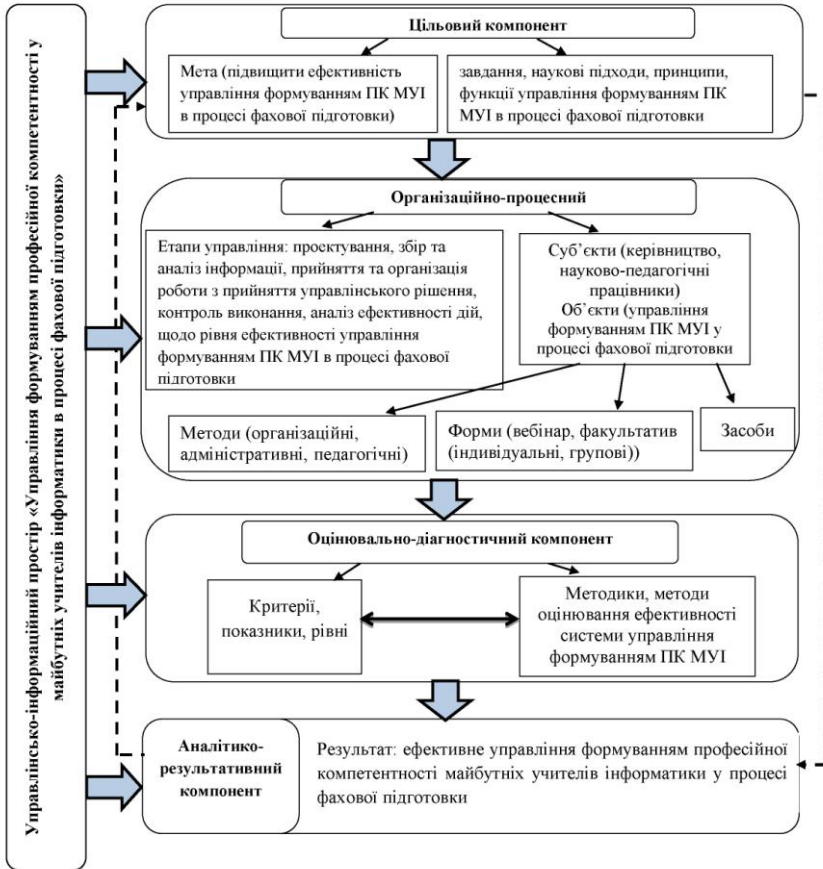 Управлінсько-інформаційний простір «Управління формуванням професійної компетентності у
майбутніх учителів інформатики в процесі фахової підготовки»
Цільовий компонент
Мета (підвищити ефективність
управління формуванням ПК МУІ
в процесі фахової підготовки)
завдання, наукові підходи, принципи,
функції управління формуванням ПК
МУІ в процесі фахової підготовки
Організаційно-процесний
Етапи управління: проєктування, збір та
аналіз інформації, прийняття та організація
роботи з прийняття управлінського рішення,
контроль виконання, аналіз ефективності дій,
щодо рівня ефективності управління
формуванням ПК МУІ в процесі фахової
підготовки
Суб’єкти (керівництво,
науково-педагогічні
працівники)
Об’єкти (управління
формуванням ПК МУІ у
процесі фахової підготовки
Методи (організаційні,
адміністративні, педагогічні)
Форми (вебінар, факультатив
(індивідуальні, групові))
Засоби
Оцінювально-діагностичний компонент
Критерії,
показники, рівні
Методики, методи
оцінювання ефективності
системи управління
формуванням ПК МУІ
Аналітико-
результативний
компонент
Результат: ефективне управління формуванням професійної
компетентності майбутніх учителів інформатики у процесі
фахової підготовки